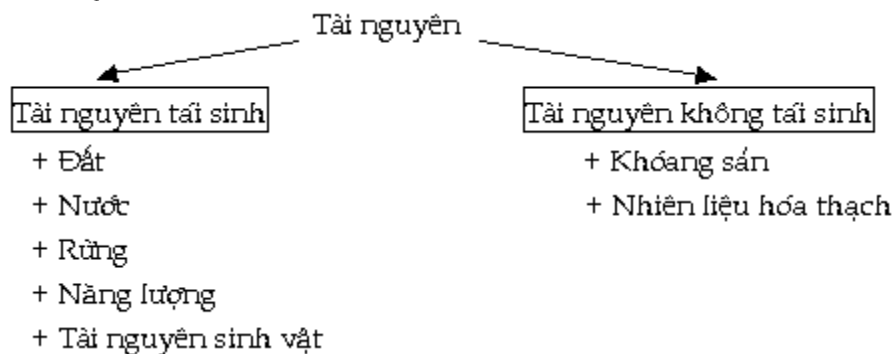 Tài nguyên
Tài nguyên tái sinh
+ Đất
+ Nước
+ Rừng
+ Năng lượng
+ Tài nguyên sinh vật
Tài nguyên không tái sinh
+ Khóang sản
+ Nhiên liệu hóa thạch